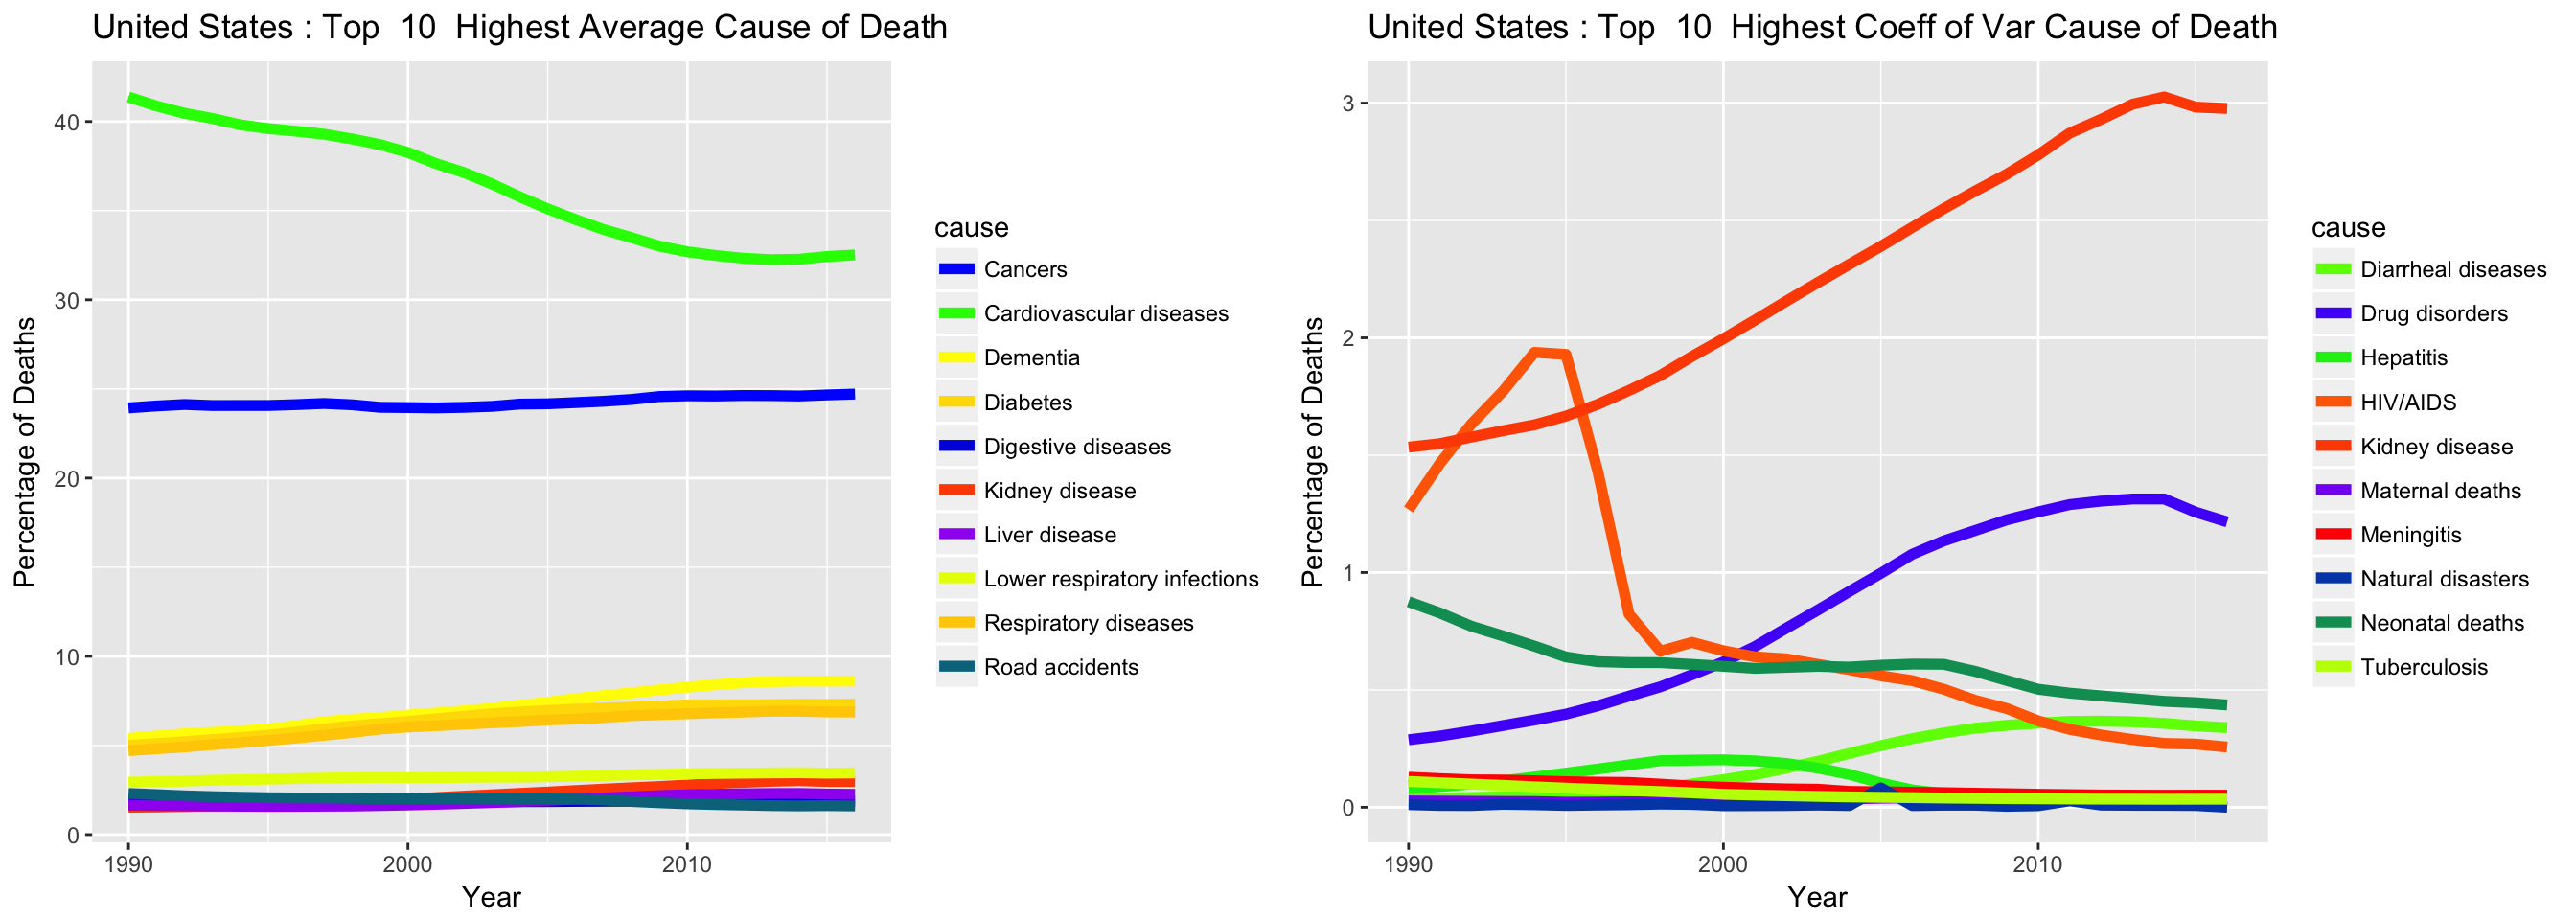 United States : Top  10  Highest Average Cause of Death
40
30
20
10
0
Percentage of Deaths
1990
2000
2010
Year
cause
Cancers
Cardiovascular diseases
Dementia
Diabetes
Digestive diseases
Kidney disease
Liver disease
Lower respiratory infections
Respiratory diseases
Road accidents
United States : Top  10  Highest Coeff of Var Cause of Death
3
2
1
0
Percentage of Deaths
1990
2000
2010
Year
cause
Diarrheal diseases
Drug disorders
Hepatitis
HIV/AIDS
Kidney disease
Maternal deaths
Meningitis
Natural disasters
Neonatal deaths
Tuberculosis